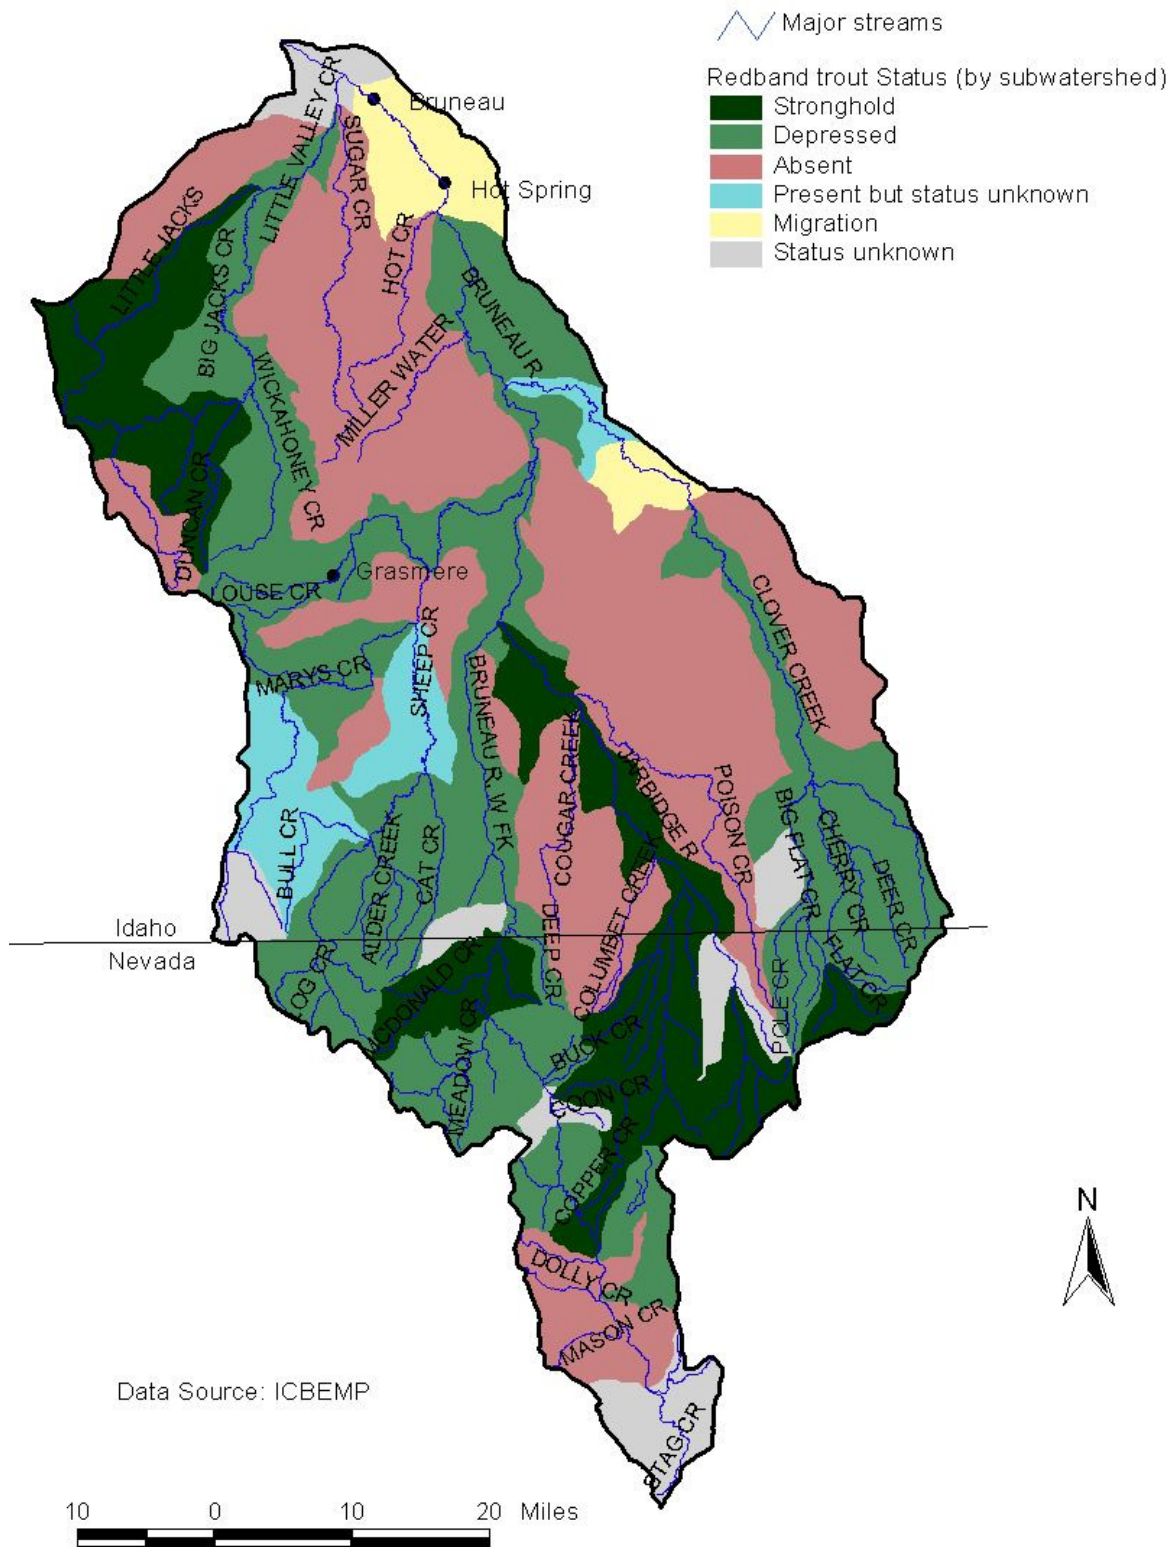 Major streams
Redband trout Status (by subwatershed)
Stronghold
Depressed
Absent
Present but status unknown
Migration
Status unknown
Bruneau
Hot Spring
LITTLE VALLEY CR
SUGAR CR
LITTLE JACKS
BIG JACKS CR
HOT CR
BRUNEAU R
MILLER WATER
WICKAHONEY CR
DUNCAN CR
Grasmere
LOUSE CR
CLOVER CREEK
SHEEP CR
MARYS CR
BRUNEAU R W FK
COUGAR CREEK
JARBIDGE R
POISON CR
BIG FLAT CR
CHERRY CR
DEER CR
BULL CR
ALDER CREEK
CAT CR
DEEP CR
COLUMBET CREEK
Idaho
Nevada
LOG CR
MCDONALD CR
FLAT CR
POLE CR
MEADOW CR
BUCK CR
COON CR
COPPER CR
N
DOLLY CR
MASON CR
Data Source: ICBEMP
STAG CR
10 0 10 20 Miles